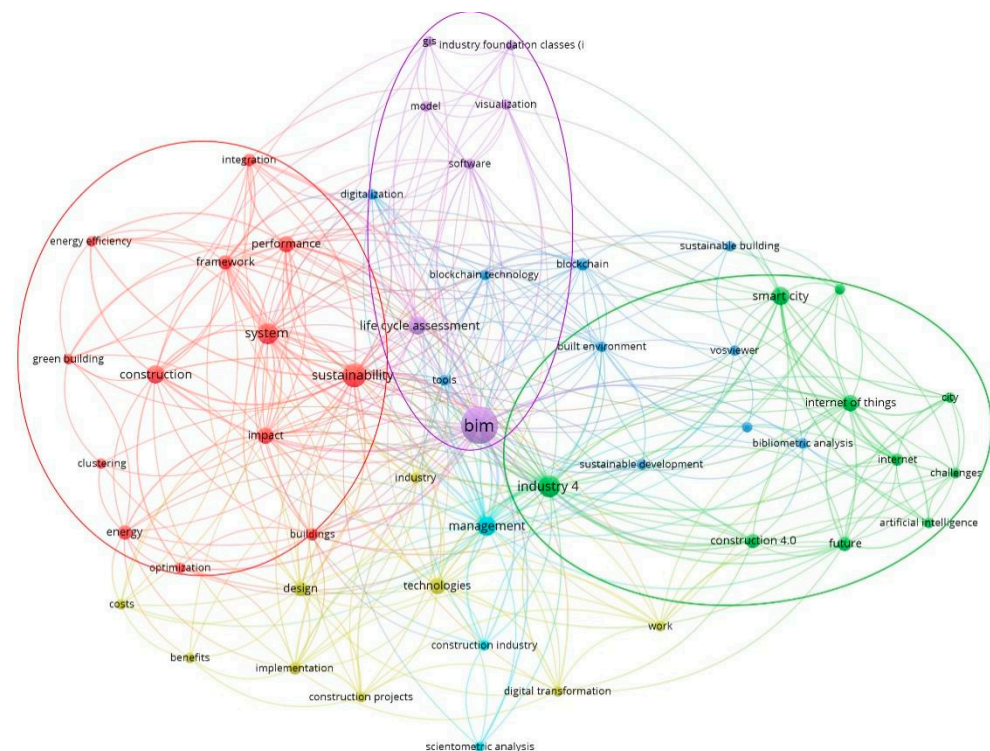 gis
industry foundation classes (i
model
visualization
integration
software
digitalization
energy efficiency
performance
sustainable building
framework
blockchain
blockchain technology
smart city
life cycle assessment
system
built environment
vosviewer
green building
construction
sustainability
tools
city
internet of things
bim
impact
bibliometric analysis
clustering
sustainable development
internet
challenges
industry
industry 4
management
artificial intelligence
energy
buildings
construction 4.0
future
optimization
design
technologies
costs
work
construction industry
benefits
implementation
digital transformation
construction projects
scientometric analysis